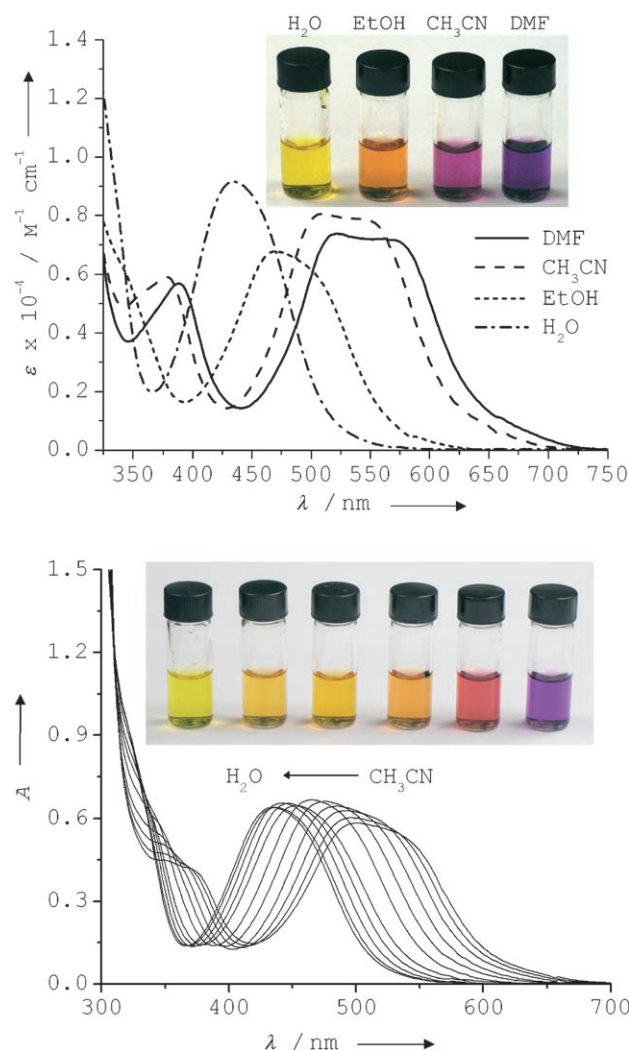 H₂O EtOH CH₃CN DMF
1.4
1.2
1.0
0.8
0.6
0.4
0.2
0.0
ε x 10⁻⁴ / M⁻¹ cm⁻¹
DMF
CH₃CN
EtOH
H₂O
350 400 450 500 550 600 650 700 750
λ / nm
1.5
1.2
0.9
0.6
0.3
0.0
A
H₂O CH₃CN
300 400 500 600 700
λ / nm